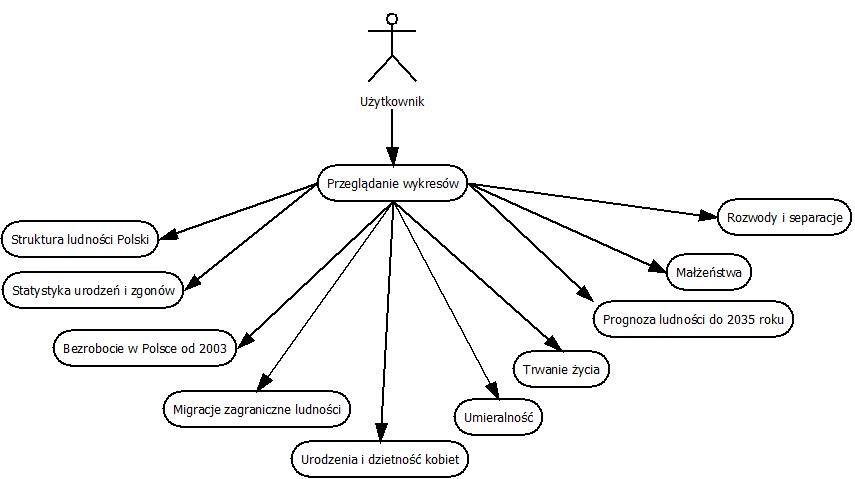 Użytkownik
Przeglądanie wykresów
Rozwody i separacje
Struktura ludności Polski
Małżeństwa
Statystyka urodzeń i zgonów
Prognoza ludności do 2035 roku
Bezrobocie w Polsce od 2003
Trwanie życia
Migracje zagraniczne ludności
Umieralność
Urodzenia i dzietność kobiet